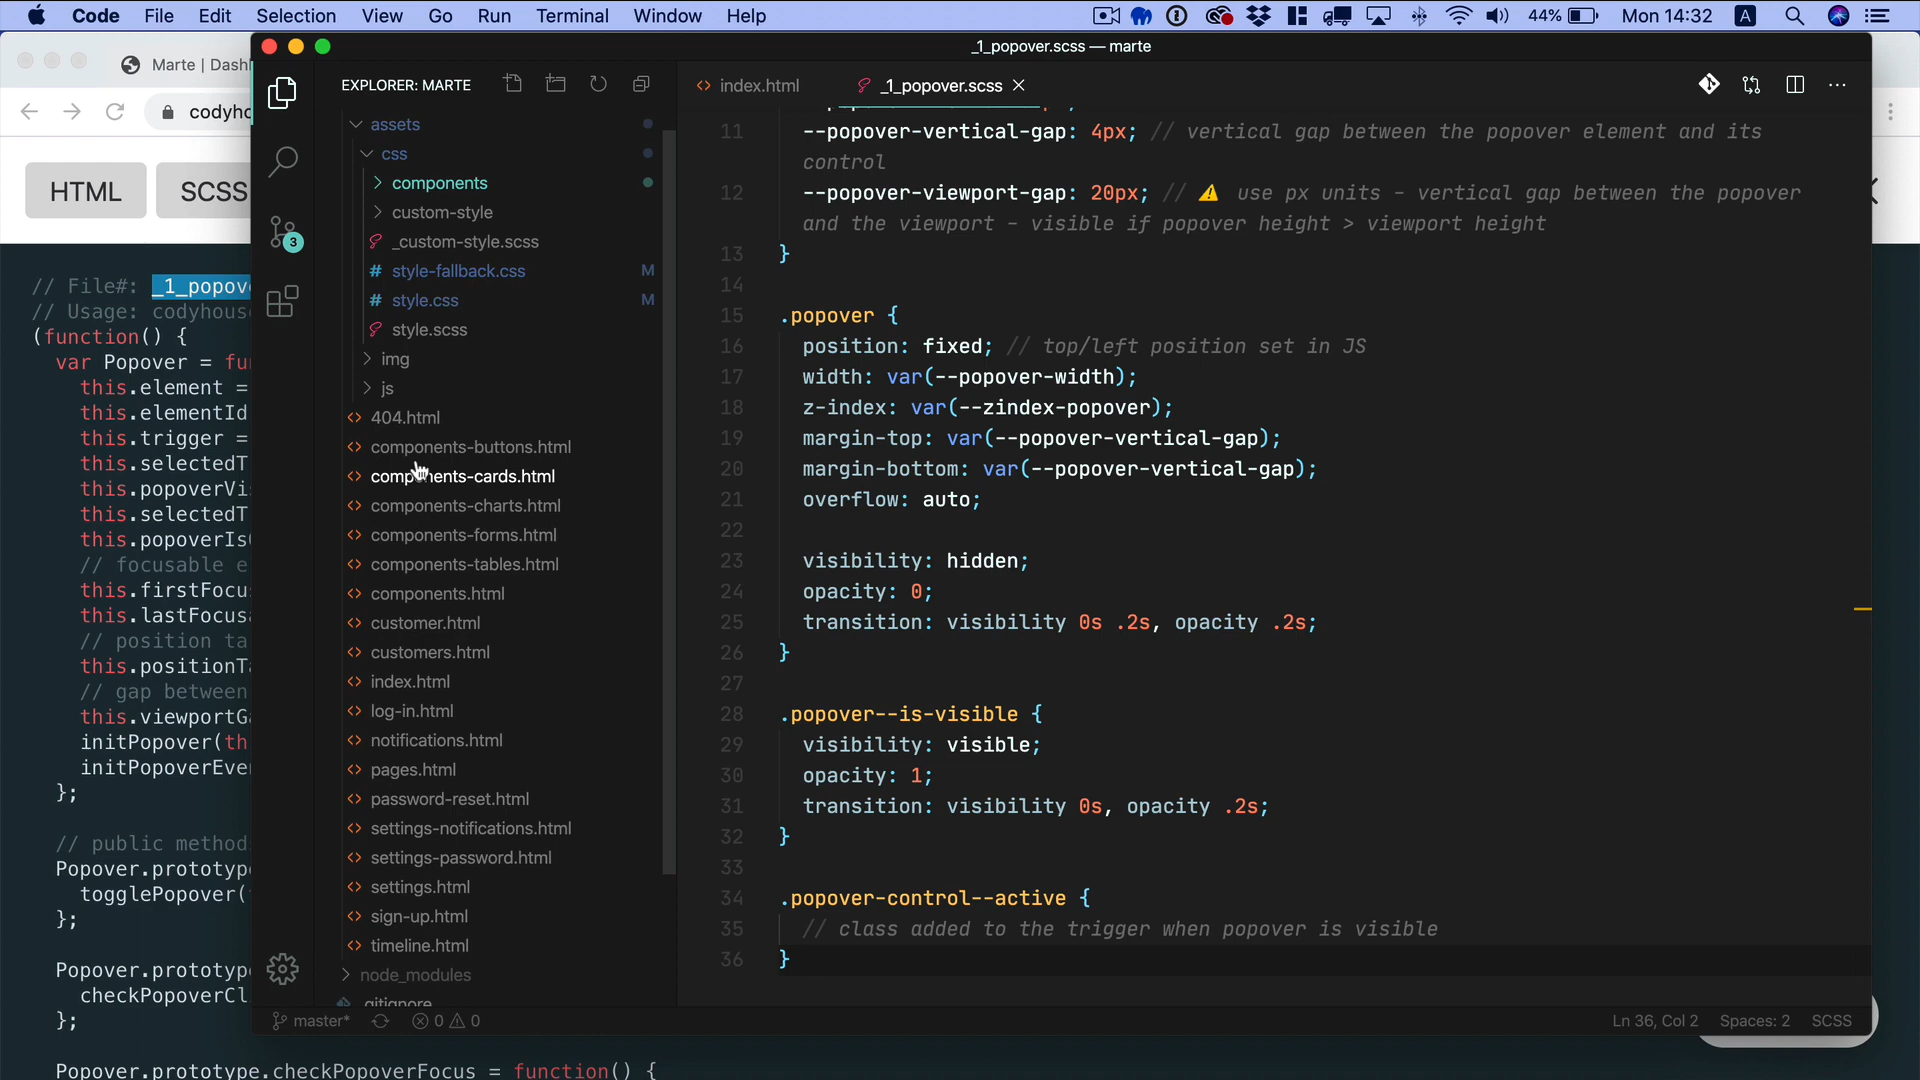 Code File Edit Selection View Go Run Terminal Window Help
44% Mon 14:32 A
Marte | Dash
codyho
HTML SCSS
// File#: _1_popov
// Usage: codyhous
(function() {
var Popover = fu
this.element =
this.elementId
this.trigger =
this.selectedT
this.popoverVi
this.selectedT
this.popoverIs
// focusable e
this.firstFocus
this.lastFocus
// position ta
this.positionT
// gap between
this.viewportG
initPopover(th
initPopoverEve
};
// public method
Popover.prototype
togglePopover(
};
Popover.prototype
checkPopoverCl
};
Popover.prototype.checkPopoverFocus = function() {
_1_popover.scss — marte
EXPLORER: MARTE
assets
css
components
custom-style
_custom-style.scss
style-fallback.css M
style.css M
style.scss
img
js
404.html
components-buttons.html
components-cards.html
components-charts.html
components-forms.html
components-tables.html
components.html
customer.html
customers.html
index.html
log-in.html
notifications.html
pages.html
password-reset.html
settings-notifications.html
settings-password.html
settings.html
sign-up.html
timeline.html
node_modules
.gitignore
3
index.html _1_popover.scss
11 --popover-vertical-gap: 4px; // vertical gap between the popover element and its
control
12 --popover-viewport-gap: 20px; // ⚠️ use px units - vertical gap between the popover
and the viewport - visible if popover height > viewport height
13 }
14
15 .popover {
16 position: fixed; // top/left position set in JS
17 width: var(--popover-width);
18 z-index: var(--zindex-popover);
19 margin-top: var(--popover-vertical-gap);
20 margin-bottom: var(--popover-vertical-gap);
21 overflow: auto;
22
23 visibility: hidden;
24 opacity: 0;
25 transition: visibility 0s .2s, opacity .2s;
26 }
27
28 .popover--is-visible {
29 visibility: visible;
30 opacity: 1;
31 transition: visibility 0s, opacity .2s;
32 }
33
34 .popover-control--active {
35 // class added to the trigger when popover is visible
36 }
master* 0 0
Ln 36, Col 2 Spaces: 2 SCSS